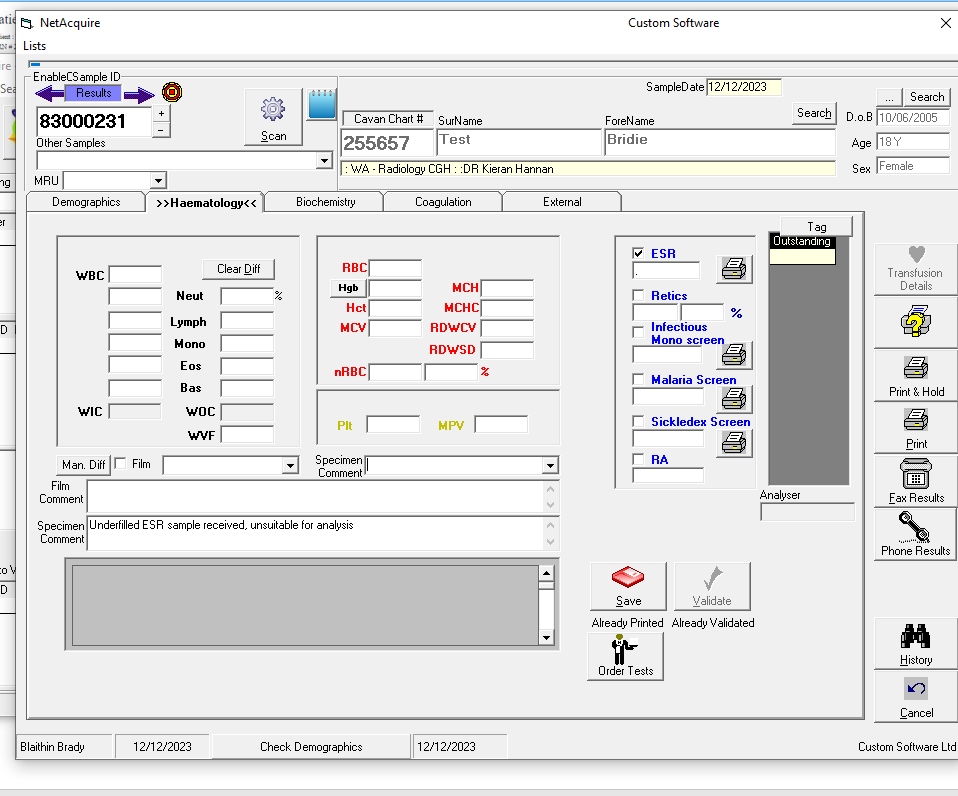 NetAcquire
Custom Software
Lists
EnableCSample ID
Results
83000231
+
-
Scan
Other Samples
MRU
SampleDate 12/12/2023
Cavan Chart #
SurName
ForeName
Search
255657
Test
Bridie
: WA - Radiology CGH : :DR Kieran Hannan
...
Search
D.o.B 10/06/2005
Age 18 Y
Sex Female
Demographics
>>Haematology<<
Biochemistry
Coagulation
External
WBC
Clear Diff
Neut %
Lymph
Mono
Eos
Bas
WIC
WOC
WVF
RBC
Hgb
Hct
MCV
MCH
MCHC
RDWCV
RDWSD
nRBC %
Plt
MPV
ESR
.
Retics
%
Infectious
Mono screen
Malaria Screen
Sickledex Screen
RA
Tag
Outstanding
Analyser
Man. Diff
Film
Specimen
Comment
Film
Comment
Specimen
Comment
Underfilled ESR sample received, unsuitable for analysis
Save
Validate
Already Printed
Already Validated
Order Tests
Transfusion
Details
Print & Hold
Print
Fax Results
Phone Results
History
Cancel
Blaithin Brady
12/12/2023
Check Demographics
12/12/2023
Custom Software Ltd